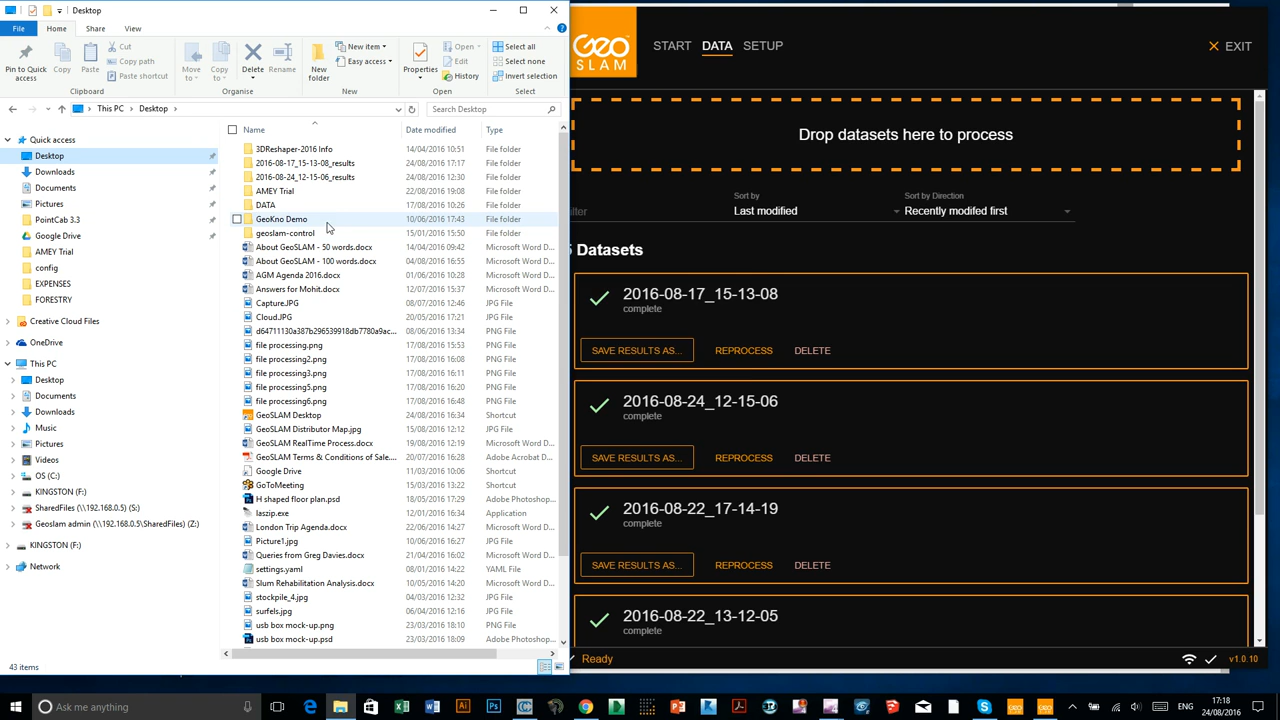 Desktop
File
Home
Share
View
Pin to Quick access
Copy
Paste
Cut
Copy path
Paste shortcut
Move to
Copy to
Delete
Rename
New folder
New item
Easy access
Properties
Open
Edit
History
Select all
Select none
Invert selection
Clipboard
Organise
New
Open
Select
This PC > Desktop >
Search Desktop
Name Date modified Type
Quick access
Desktop
Downloads
Documents
Pictures
PointCab 3.3
Google Drive
AMEY Trial
config
EXPENSES
FORESTRY
Creative Cloud Files
OneDrive
This PC
Desktop
Documents
Downloads
Music
Pictures
Videos
OS (C:)
KINGSTON (F:)
SharedFiles (\\192.168.0.5) (S:)
Geoslam admin (\\192.168.0.5\SharedFiles) (Z:)
KINGSTON (F:)
Network
3DReshaper-2016 Info 14/04/2016 10:51 File folder
2016-08-17_15-13-08_results 24/08/2016 17:17 File folder
2016-08-24_12-15-06_results 24/08/2016 12:30 File folder
AMEY Trial 22/08/2016 19:08 File folder
DATA 17/08/2016 10:26 File folder
GeoKno Demo 10/06/2016 17:43 File folder
geoslam-control 15/01/2016 15:50 File folder
About GeoSLAM - 50 words.docx 14/04/2016 09:42 Microsoft Word D...
About GeoSLAM - 100 words.docx 04/08/2016 16:55 Microsoft Word D...
AGM Agenda 2016.docx 01/06/2016 10:28 Microsoft Word D...
Answers for Mohit.docx 12/07/2016 15:37 Microsoft Word D...
Capture.JPG 08/07/2016 12:46 JPG File
Cloud.JPG 20/05/2016 17:21 JPG File
d64711130a387b296539918db7780a9ac... 08/06/2016 13:34 PNG File
file processing.png 17/08/2016 15:53 PNG File
file processing2.png 17/08/2016 16:08 PNG File
file processing3.png 17/08/2016 16:11 PNG File
file processing5.png 17/08/2016 16:20 PNG File
file processing6.png 17/08/2016 16:48 PNG File
GeoSLAM Desktop 24/08/2016 16:34 Shortcut
GeoSLAM Distributor Map.jpg 15/08/2016 12:12 JPG File
GeoSLAM RealTime Process.docx 19/08/2016 12:19 Microsoft Word D...
GeoSLAM Terms & Conditions of Sale.... 20/07/2016 16:28 Adobe Acrobat D...
Google Drive 11/03/2016 10:06 Shortcut
GoToMeeting 15/03/2016 13:22 Shortcut
H shaped floor plan.psd 18/05/2016 17:29 Adobe Photoshop...
laszip.exe 12/01/2016 16:34 Application
London Trip Agenda.docx 22/06/2016 14:27 Microsoft Word D...
Picture1.jpg 10/06/2016 16:27 JPG File
Queries from Greg Davies.docx 21/04/2016 16:02 Microsoft Word D...
settings.yaml 08/01/2016 14:22 YAML File
Slum Rehabilitation Analysis.docx 10/05/2016 14:20 Microsoft Word D...
stockpile_4.jpg 04/03/2016 12:32 JPG File
surfels.jpg 06/04/2016 12:16 JPG File
usb box mock-up.png 23/03/2016 18:10 PNG File
usb box mock-up.psd 23/03/2016 18:09 Adobe Photoshop...
43 items
Geo SLAM
START DATA SETUP
EXIT
Drop datasets here to process
Sort by
Last modified
Sort by Direction
Recently modifed first
Datasets
2016-08-17_15-13-08
complete
SAVE RESULTS AS... REPROCESS DELETE
2016-08-24_12-15-06
complete
SAVE RESULTS AS... REPROCESS DELETE
2016-08-22_17-14-19
complete
SAVE RESULTS AS... REPROCESS DELETE
2016-08-22_13-12-05
complete
Ready
v1.0.10
Ask me anything
ENG
17:18
24/08/2016